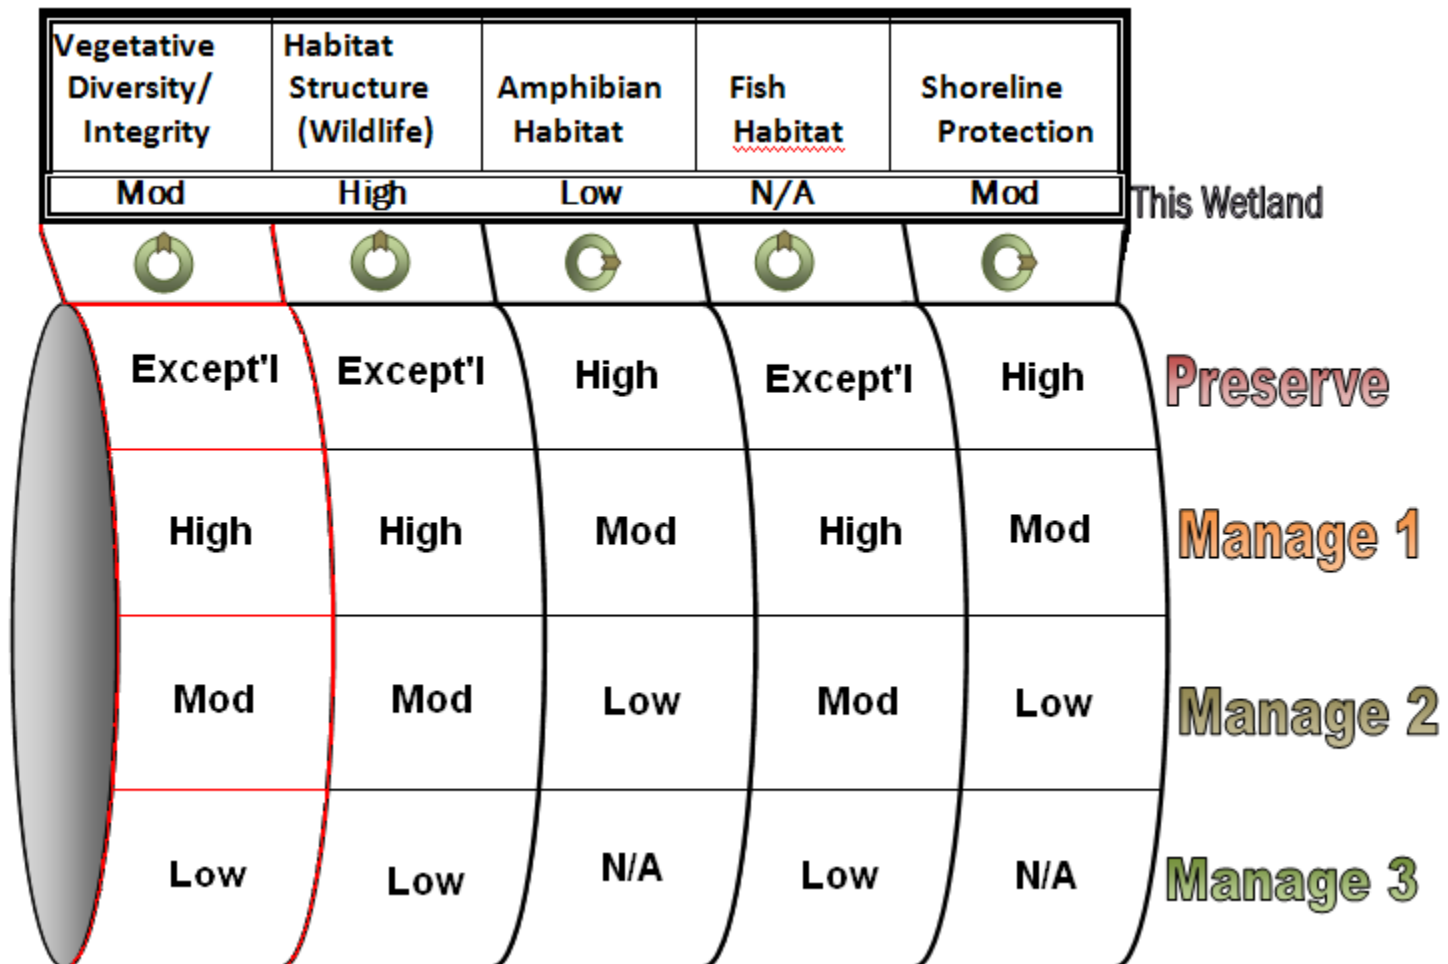 Vegetative Diversity/ Integrity
Habitat Structure (Wildlife)
Amphibian Habitat
Fish Habitat
Shoreline Protection
Mod High Low N/A Mod This Wetland
Except'l Except'l High Except'l High Preserve
High High Mod High Mod Manage 1
Mod Mod Low Mod Low Manage 2
Low Low N/A Low N/A Manage 3